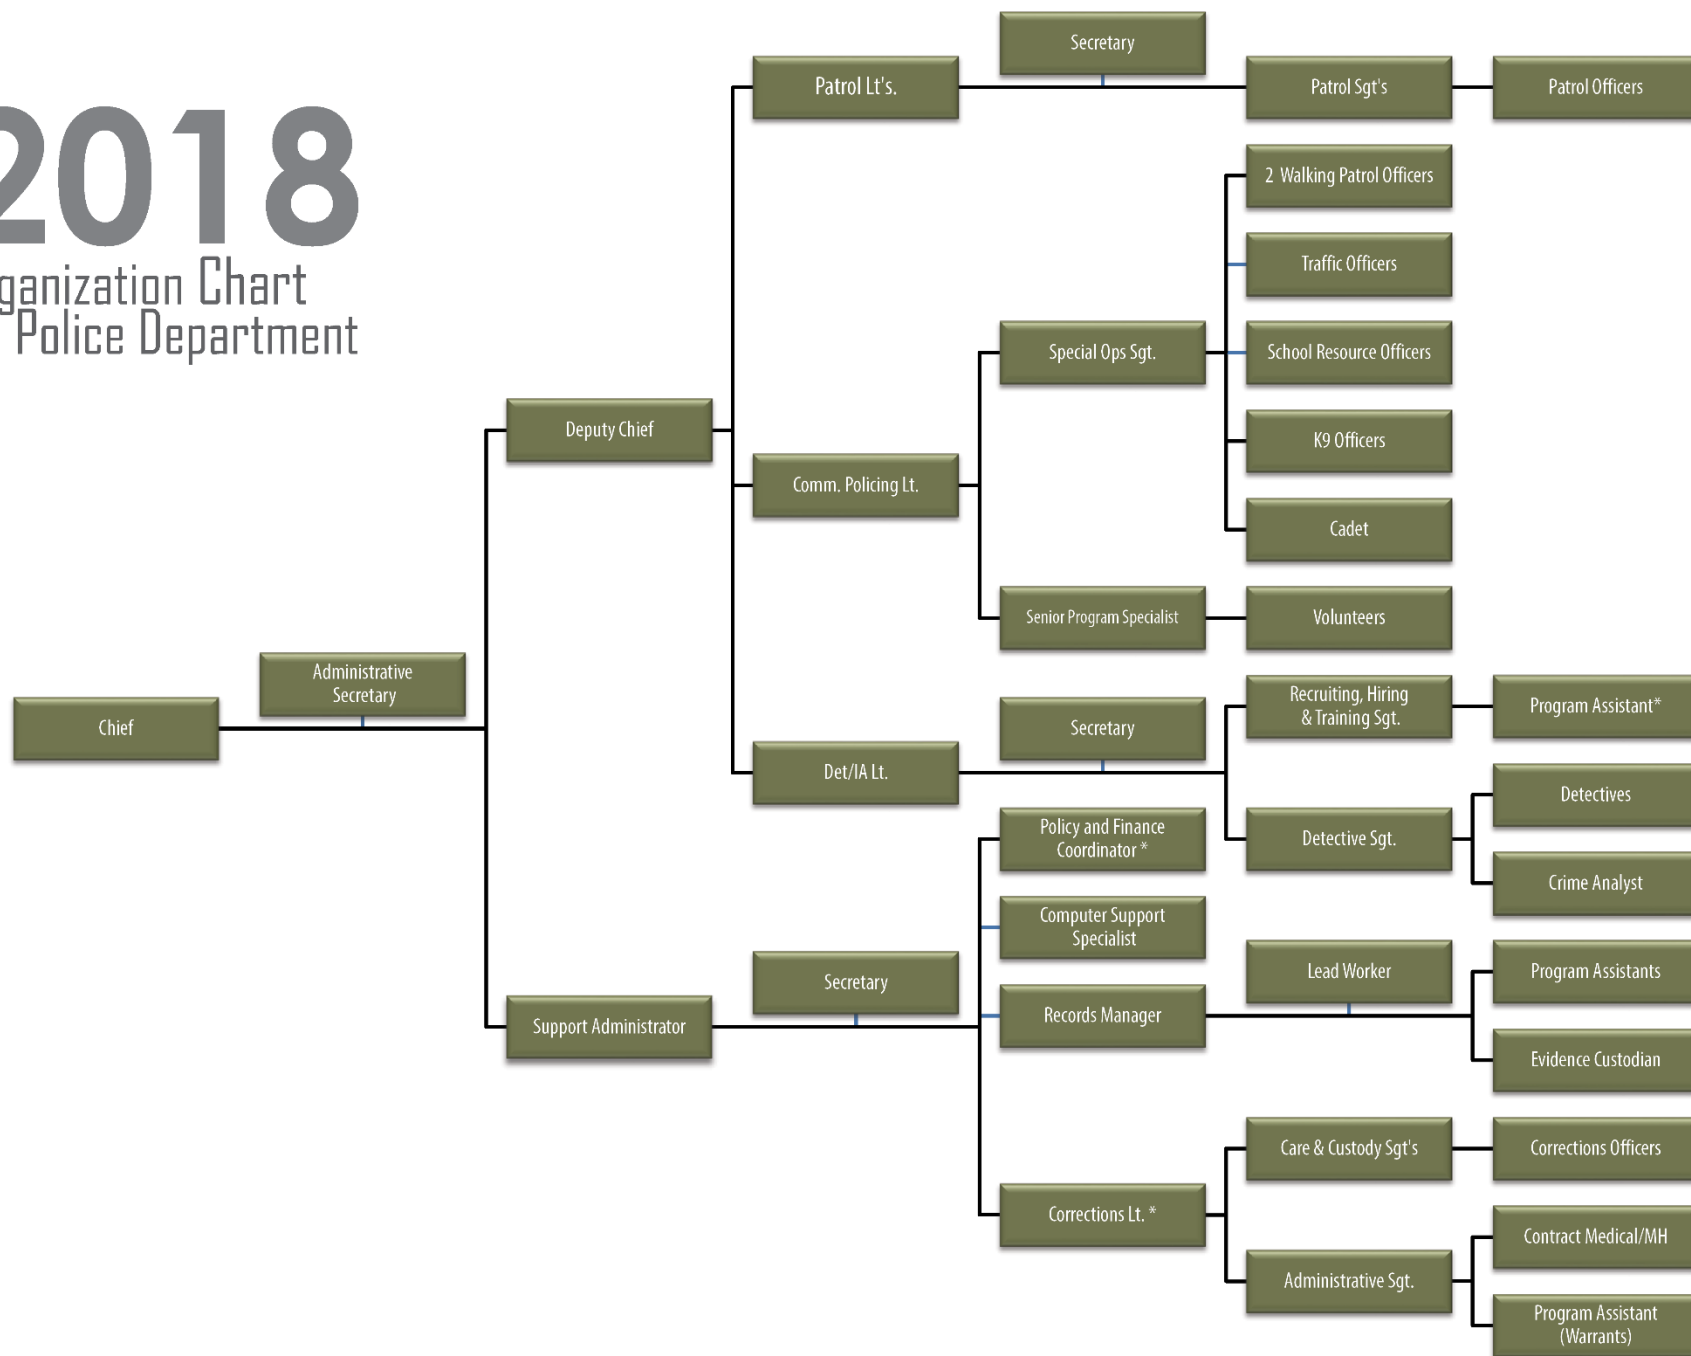 2018
ganization Chart
Police Department
Chief
Administrative
Secretary
Deputy Chief
Support Administrator
Patrol Lt's.
Secretary
Patrol Sgt's
Patrol Officers
Comm. Policing Lt.
Special Ops Sgt.
2 Walking Patrol Officers
Traffic Officers
School Resource Officers
K9 Officers
Cadet
Senior Program Specialist
Volunteers
Det/IA Lt.
Secretary
Recruiting, Hiring
& Training Sgt.
Program Assistant*
Detective Sgt.
Detectives
Crime Analyst
Secretary
Policy and Finance
Coordinator *
Computer Support
Specialist
Records Manager
Lead Worker
Program Assistants
Evidence Custodian
Corrections Lt. *
Care & Custody Sgt's
Corrections Officers
Administrative Sgt.
Contract Medical/MH
Program Assistant
(Warrants)